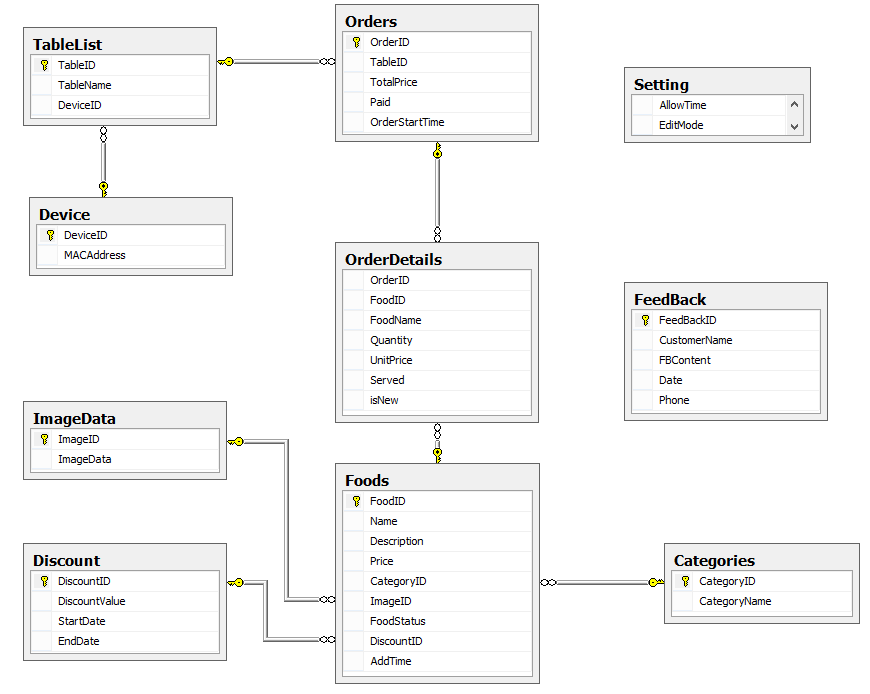 TableList
TableID
TableName
DeviceID
Orders
OrderID
TableID
TotalPrice
Paid
OrderStartTime
Setting
AllowTime
EditMode
Device
DeviceID
MACAddress
OrderDetails
OrderID
FoodID
FoodName
Quantity
UnitPrice
Served
isNew
FeedBack
FeedBackID
CustomerName
FBContent
Date
Phone
ImageData
ImageID
ImageData
Foods
FoodID
Name
Description
Price
CategoryID
ImageID
FoodStatus
DiscountID
AddTime
Discount
DiscountID
DiscountValue
StartDate
EndDate
Categories
CategoryID
CategoryName